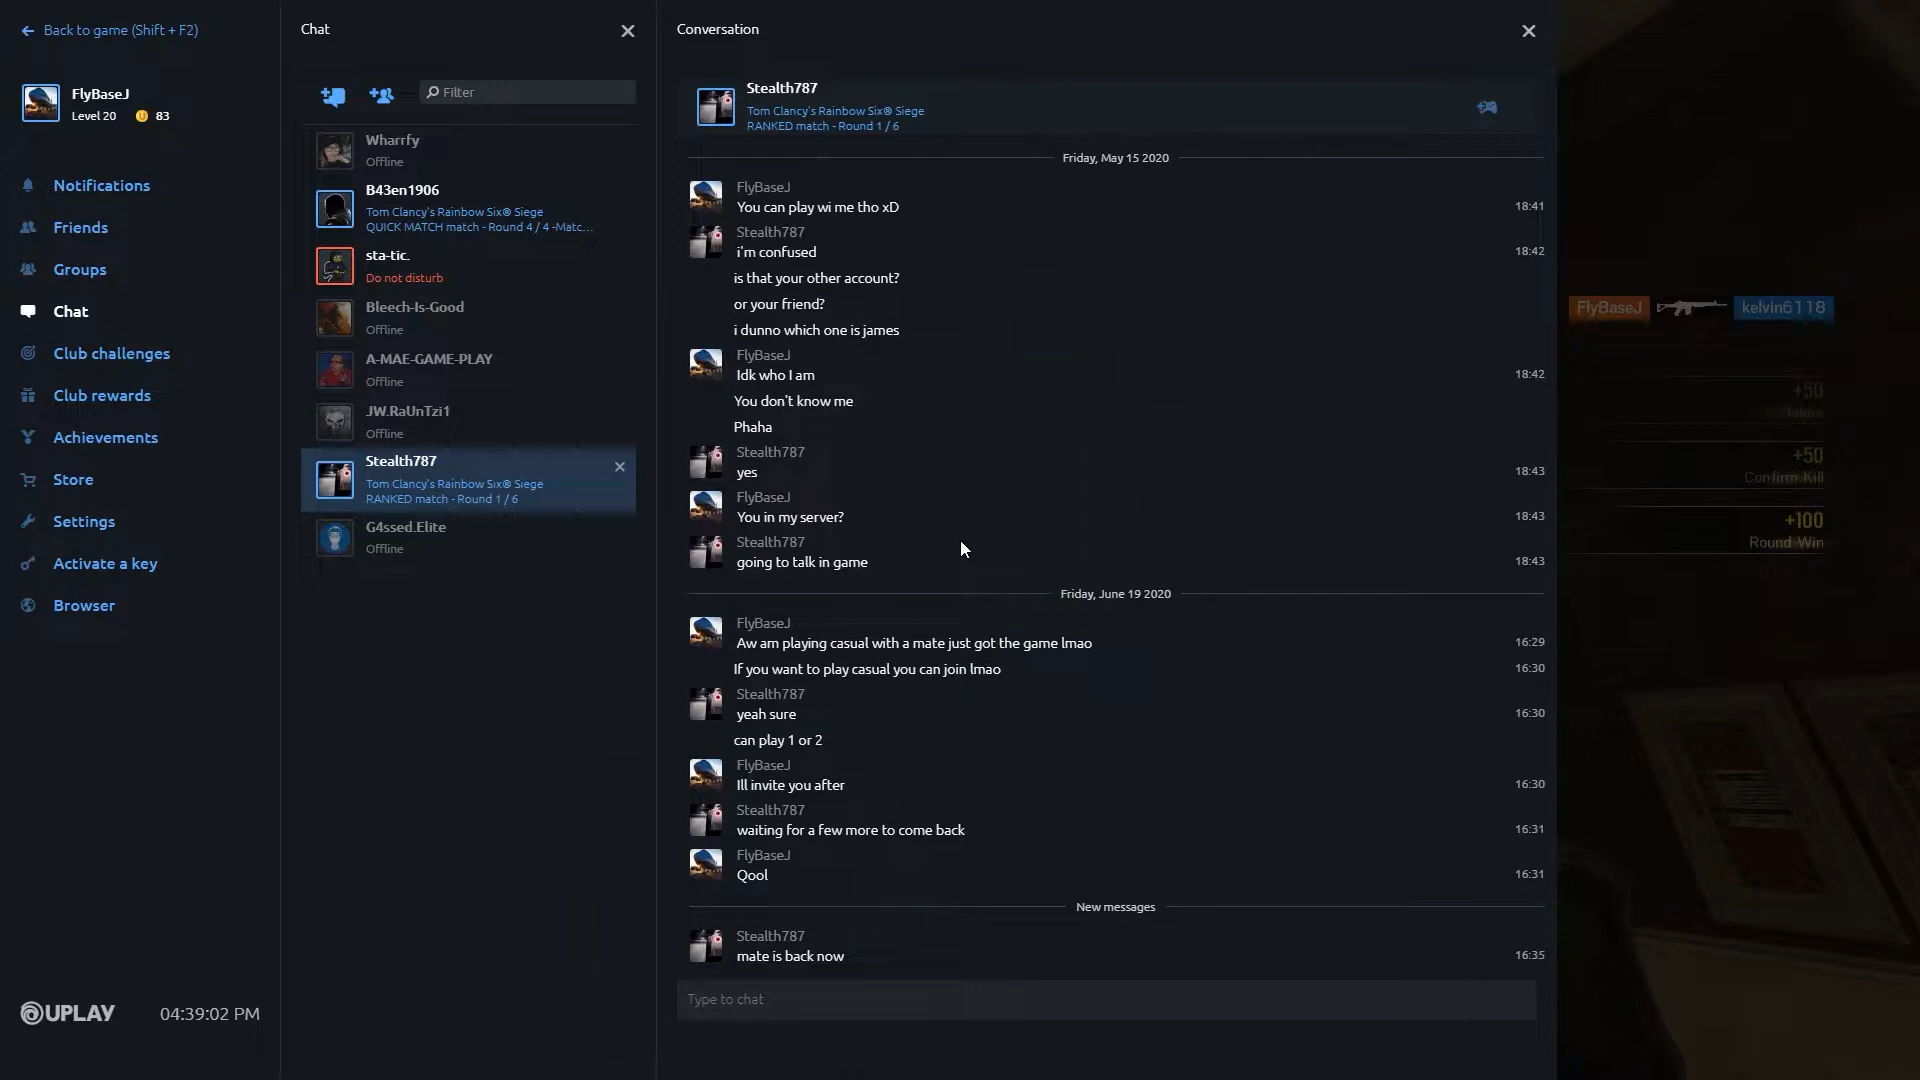 Back to game (Shift + F2)
FlyBaseJ
Level 20 83
Notifications
Friends
Groups
Chat
Club challenges
Club rewards
Achievements
Store
Settings
Activate a key
Browser
UPLAY 04:39:02 PM
Chat
Filter
Wharrfy
Offline
B43en1906
Tom Clancy's Rainbow Six® Siege
QUICK MATCH match - Round 4 / 4 -Matc...
sta-tic.
Do not disturb
Bleech-Is-Good
Offline
A-MAE-GAME-PLAY
Offline
JW.RaUnTzi1
Offline
Stealth787
Tom Clancy's Rainbow Six® Siege
RANKED match - Round 1 / 6
G4ssed.Elite
Offline
Conversation
Stealth787
Tom Clancy's Rainbow Six® Siege
RANKED match - Round 1 / 6
Friday, May 15 2020
FlyBaseJ
You can play wi me tho xD 18:41
Stealth787
i'm confused 18:42
is that your other account?
or your friend?
i dunno which one is james
FlyBaseJ
Idk who I am 18:42
You don't know me
Phaha
Stealth787
yes 18:43
FlyBaseJ
You in my server? 18:43
Stealth787
going to talk in game 18:43
Friday, June 19 2020
FlyBaseJ
Aw am playing casual with a mate just got the game lmao 16:29
If you want to play casual you can join lmao 16:30
Stealth787
yeah sure 16:30
can play 1 or 2
FlyBaseJ
Ill invite you after 16:30
Stealth787
waiting for a few more to come back 16:31
FlyBaseJ
Qool 16:31
New messages
Stealth787
mate is back now 16:35
Type to chat
FlyBaseJ kelvin6118
+50
+50
Confirm Kill
+100
Round Win